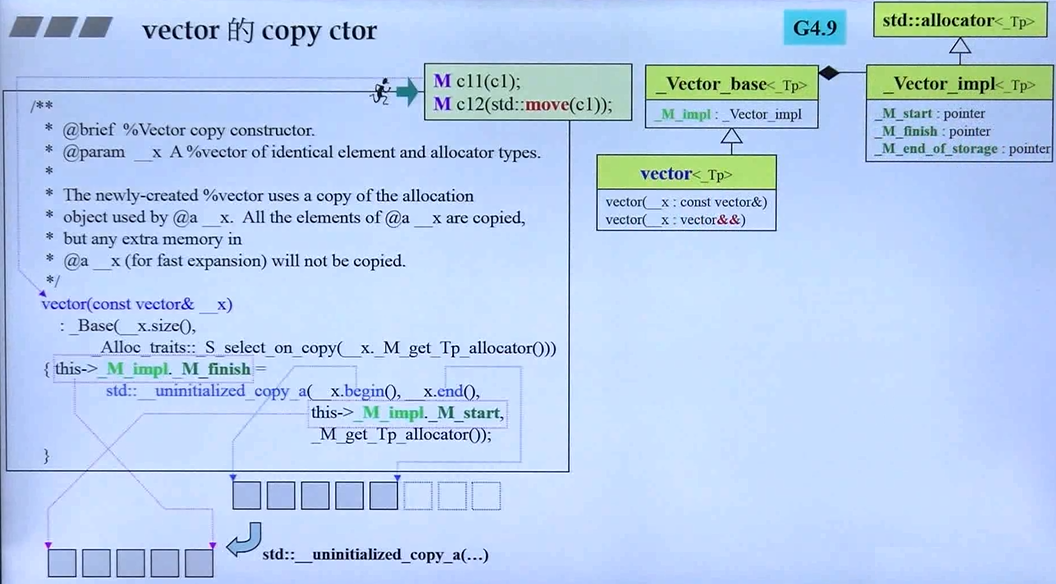 vector 的 copy ctor
G4.9
std::allocator<_Tp>
M c11(c1);
M c12(std::move(c1));
_Vector_base<_Tp>
_M_impl : _Vector_impl
_Vector_impl<_Tp>
_M_start : pointer
_M_finish : pointer
_M_end_of_storage : pointer
vector<_Tp>
vector(__x : const vector&)
vector(__x : vector&&)
/**
* @brief %Vector copy constructor.
* @param __x A %vector of identical element and allocator types.
*
* The newly-created %vector uses a copy of the allocation
* object used by @a __x. All the elements of @a __x are copied,
* but any extra memory in
* @a __x (for fast expansion) will not be copied.
*/
vector(const vector& __x)
: _Base(__x.size(),
_Alloc_traits::_S_select_on_copy(__x._M_get_Tp_allocator()))
{ this->_M_impl._M_finish =
std::__uninitialized_copy_a(__x.begin(), __x.end(),
this->_M_impl._M_start,
_M_get_Tp_allocator());
}
std::__uninitialized_copy_a(...)